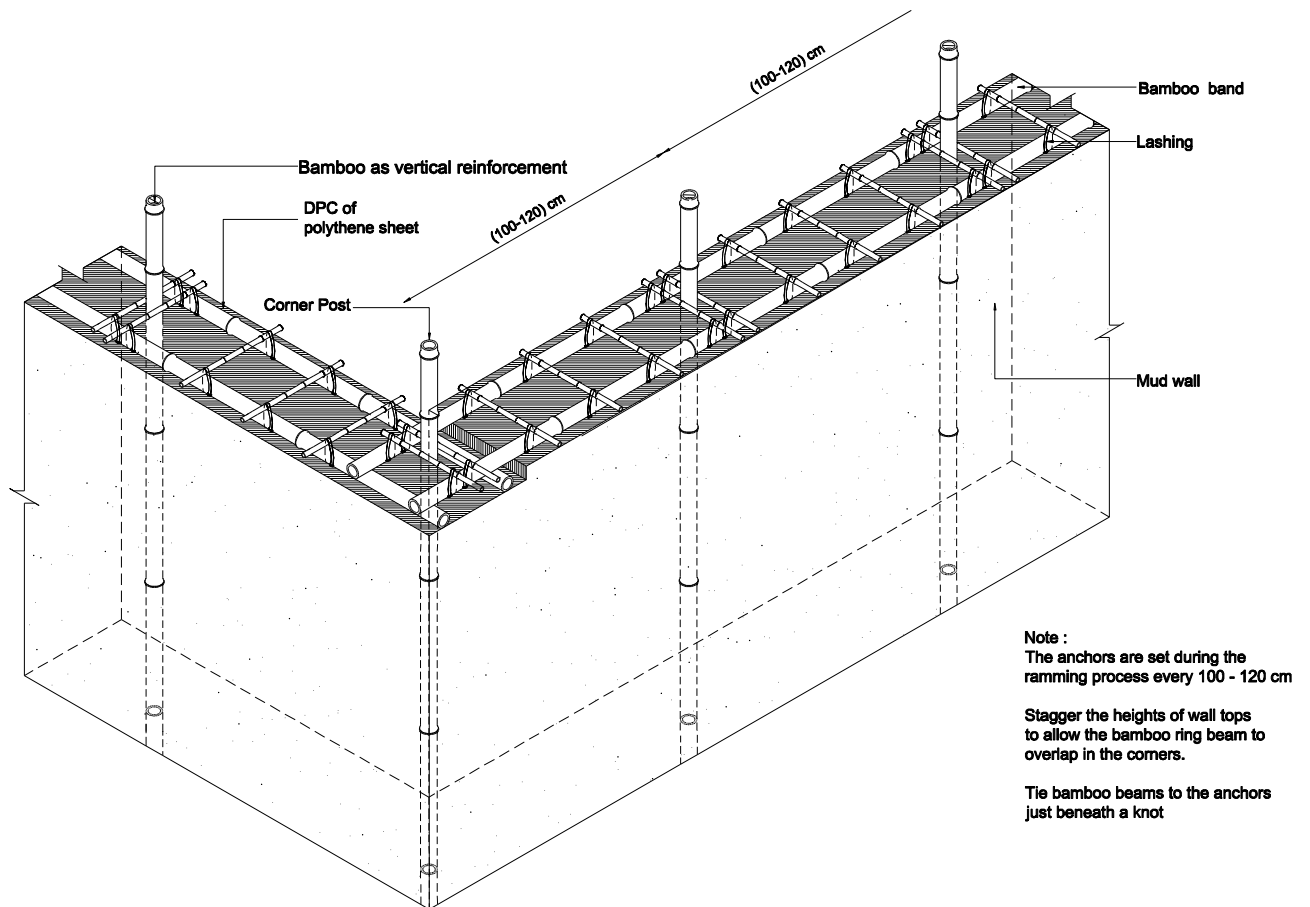 (100-120) cm
Bamboo band
Lashing
Bamboo as vertical reinforcement
DPC of
polythene sheet
(100-120) cm
Corner Post
Mud wall
Note :
The anchors are set during the
ramming process every 100 - 120 cm
Stagger the heights of wall tops
to allow the bamboo ring beam to
overlap in the corners.
Tie bamboo beams to the anchors
just beneath a knot